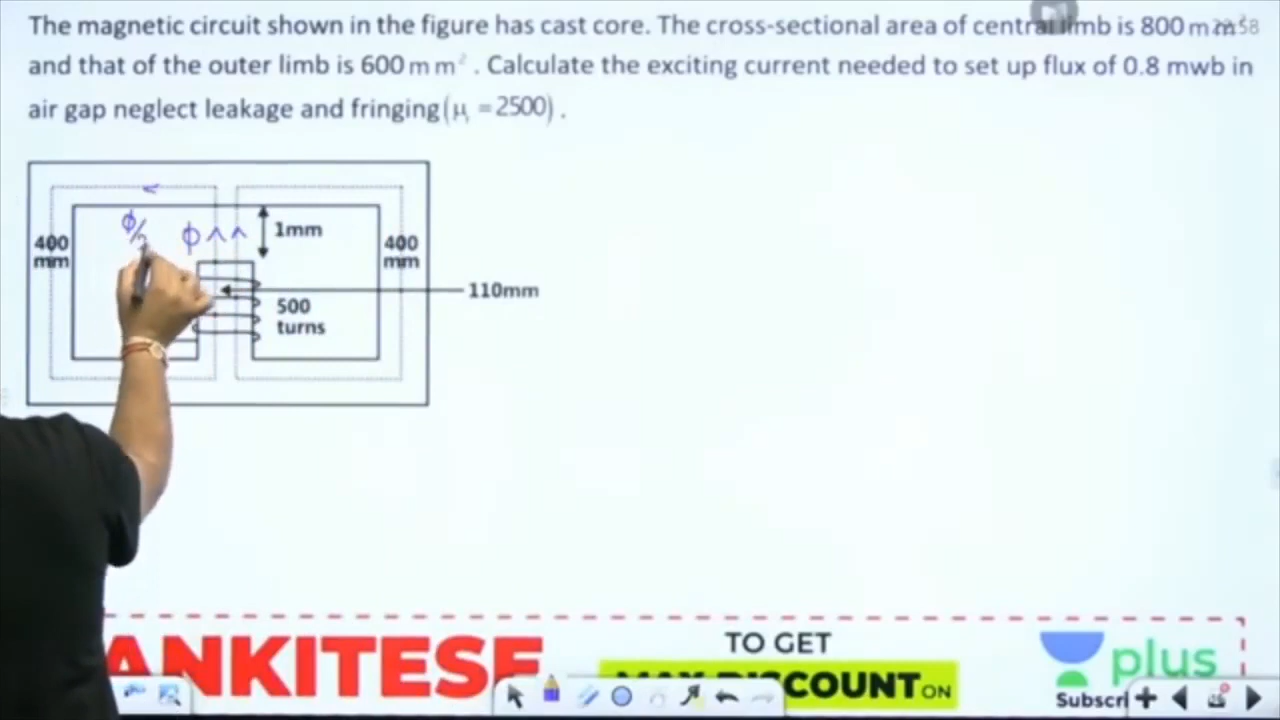 The magnetic circuit shown in the figure has cast core. The cross-sectional area of central limb is 800 mm²
and that of the outer limb is 600 mm². Calculate the exciting current needed to set up flux of 0.8 mwb in
air gap neglect leakage and fringing (μr = 2500).
ϕ/2
ϕ
1mm
400
mm
400
mm
110mm
500
turns
ANKITESE
TO GET
MAX DISCOUNT ON
plus
Subscri